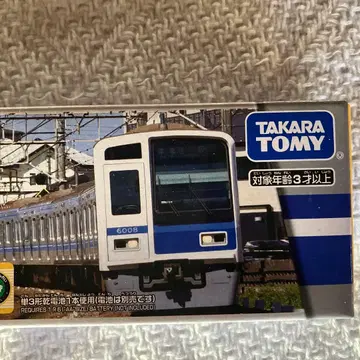 TAKARA
TOMY
対象年齢3才以上
6008
単3形乾電池1本使用(電池は別売です)
REQUIRES 1 R6 ("AA" SIZE) BATTERY (NOT INCLUDED)